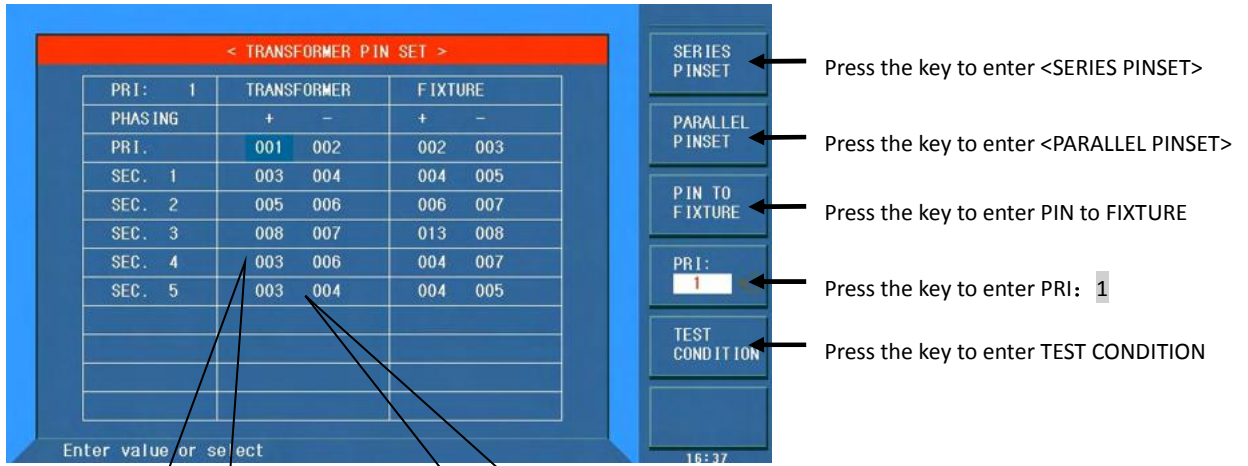 < TRANSFORMER PIN SET >
PRI: 1 TRANSFORMER FIXTURE
PHASING + - + -
PRI. 001 002 002 003
SEC. 1 003 004 004 005
SEC. 2 005 006 006 007
SEC. 3 008 007 013 008
SEC. 4 003 006 004 007
SEC. 5 003 004 004 005
Enter value or select
SERIES
PINSET
PARALLEL
PINSET
PIN TO
FIXTURE
PRI:
1
TEST
CONDITION
16:37
Press the key to enter <SERIES PINSET>
Press the key to enter <PARALLEL PINSET>
Press the key to enter PIN to FIXTURE
Press the key to enter PRI：1
Press the key to enter TEST CONDITION